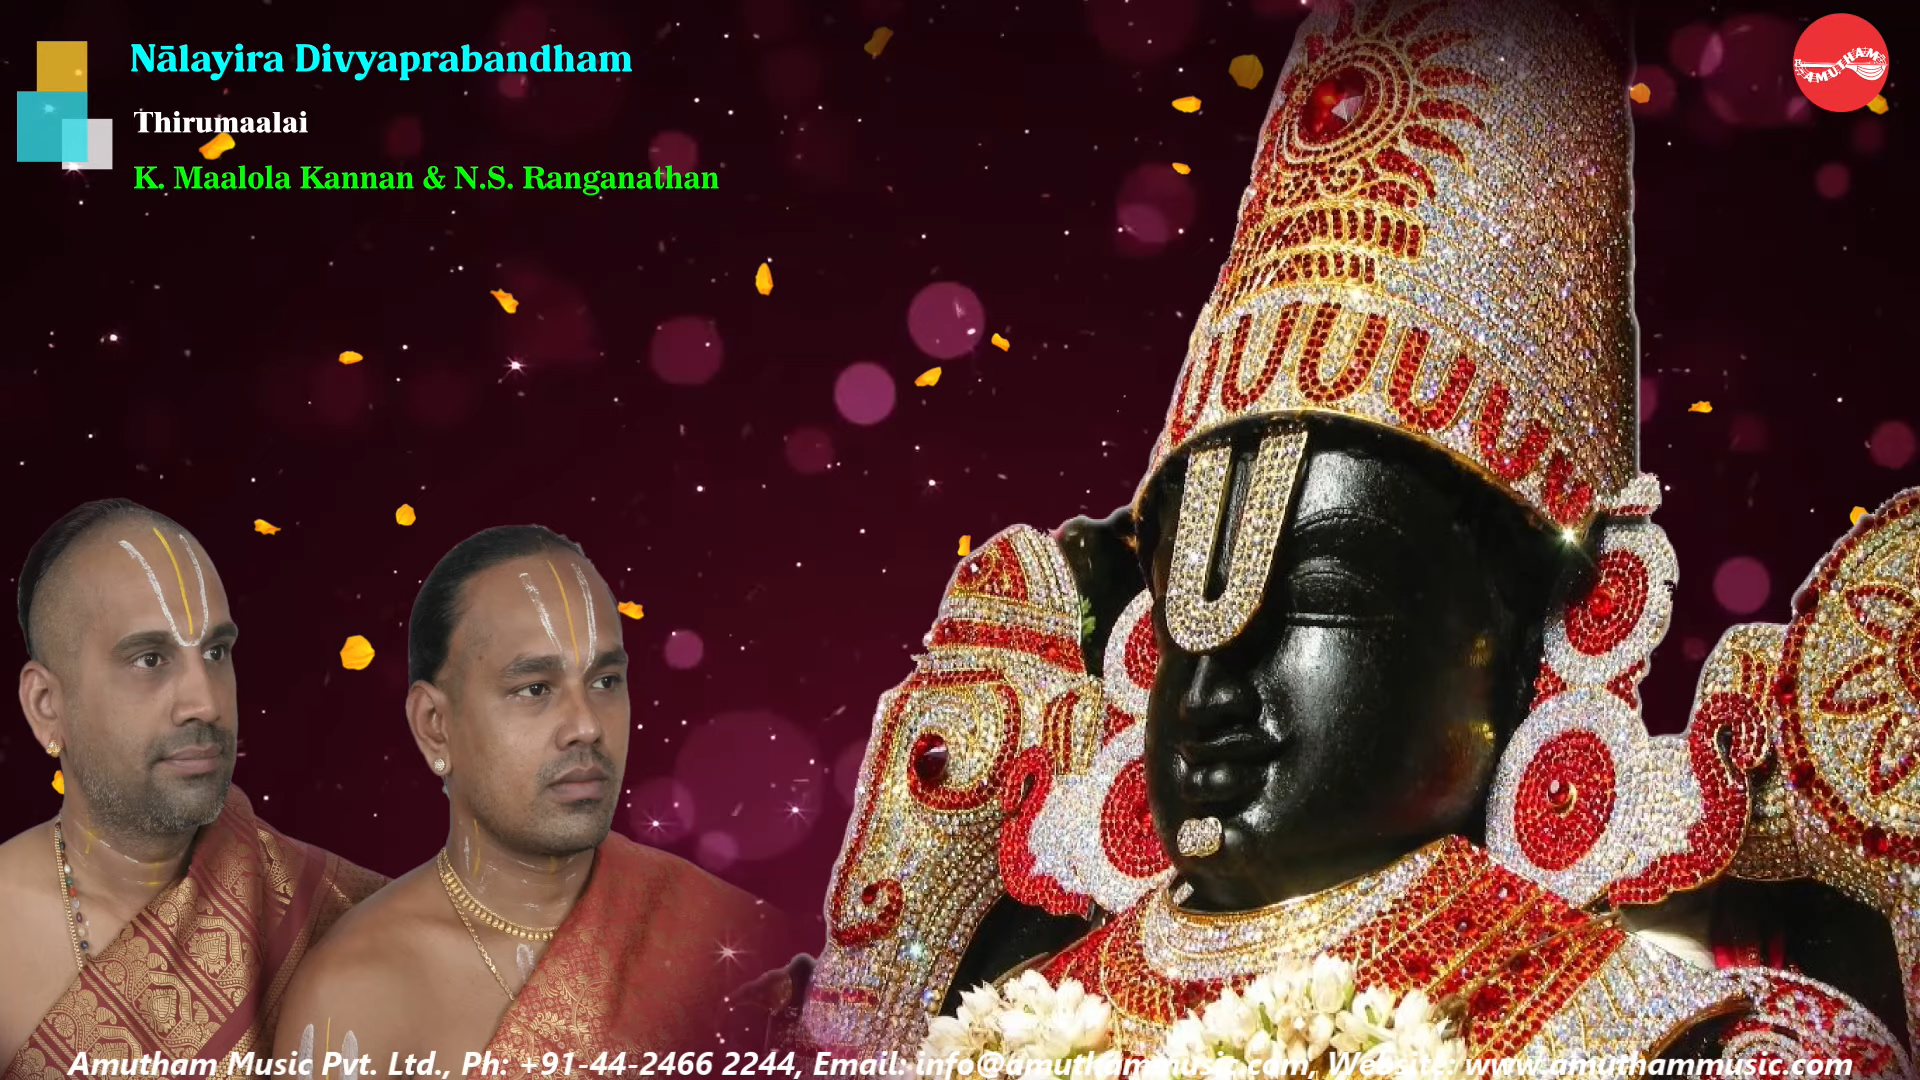 Nālayira Divyaprabandham
Thirumaalai
K. Maalola Kannan & N.S. Ranganathan
AMUTHAM
Amutham Music Pvt. Ltd., Ph: +91-44-2466 2244, Email: info@amuthammusic.com, Website: www.amuthammusic.com